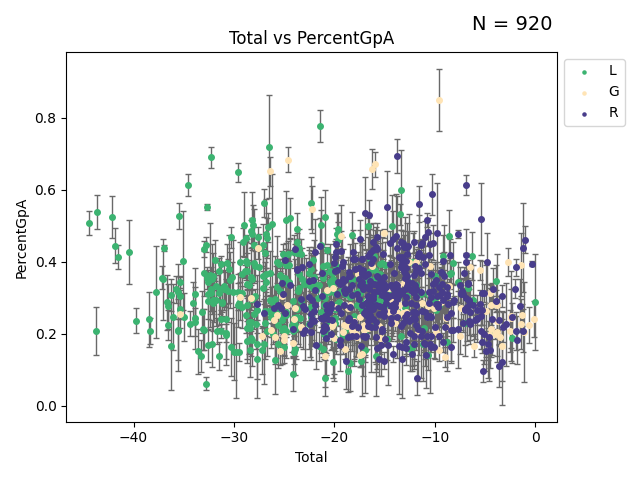 N = 920
Total vs PercentGpA
L
G
R
PercentGpA
0.8
0.6
0.4
0.2
0.0
−40
−30
−20
−10
0
Total